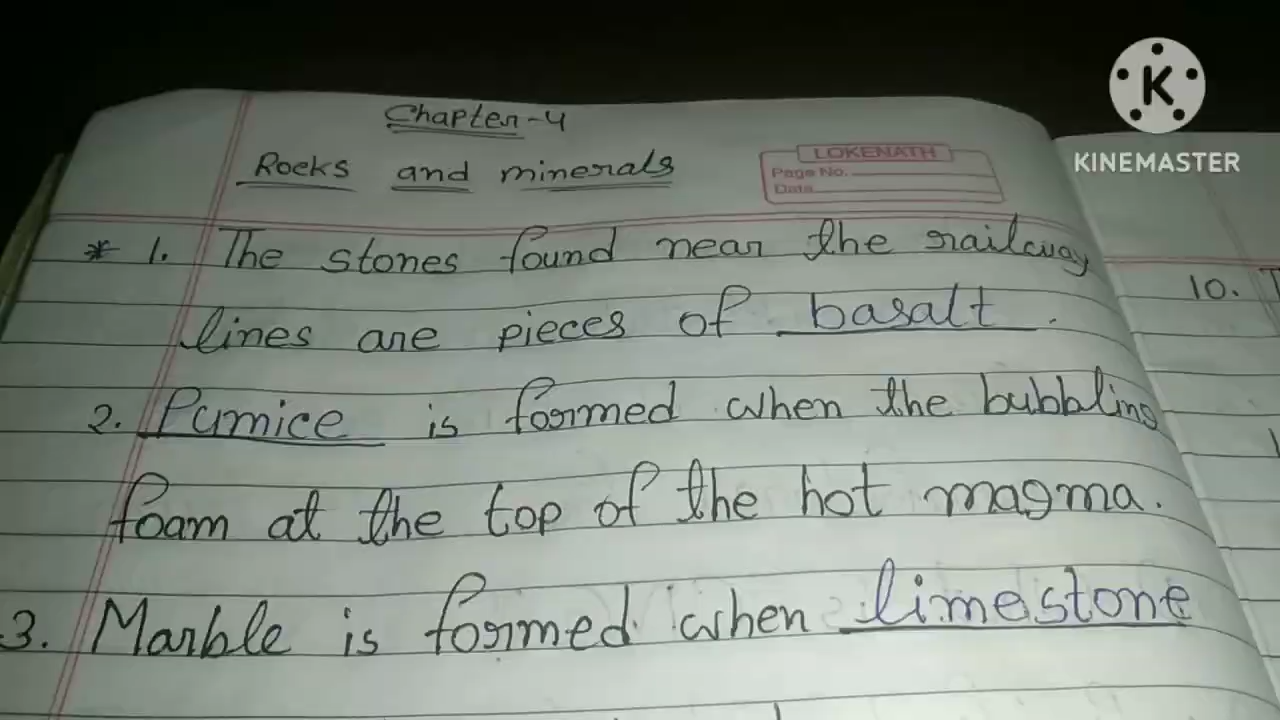 Chapter-4
Rocks and minerals
LOKENATH
Page No.
Date
* 1. The stones found near the railway
lines are pieces of basalt.
2. Pumice is formed when the bubbling
foam at the top of the hot magma.
3. Marble is formed when limestone
10.
K
KINEMASTER